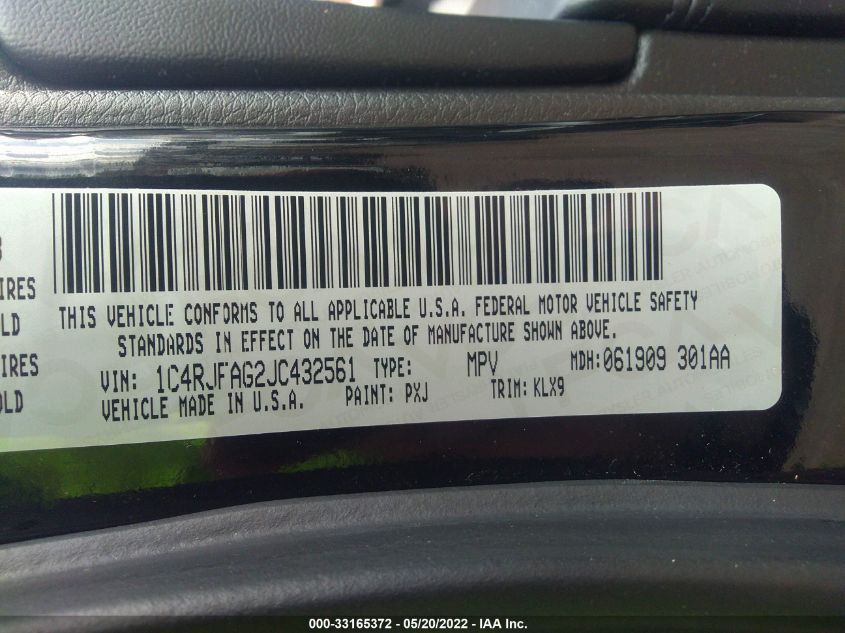 IRES
THIS VEHICLE CONFORMS TO ALL APPLICABLE U.S.A. FEDERAL MOTOR VEHICLE SAFETY
OLD
STANDARDS IN EFFECT ON THE DATE OF MANUFACTURE SHOWN ABOVE.
IRES
VIN: 1C4RJFAG2JC432561 TYPE: MPV MDH: 061909 301AA
OLD
VEHICLE MADE IN U.S.A. PAINT: PXJ TRIM: KLX9
000-33165372 - 05/20/2022 - IAA Inc.